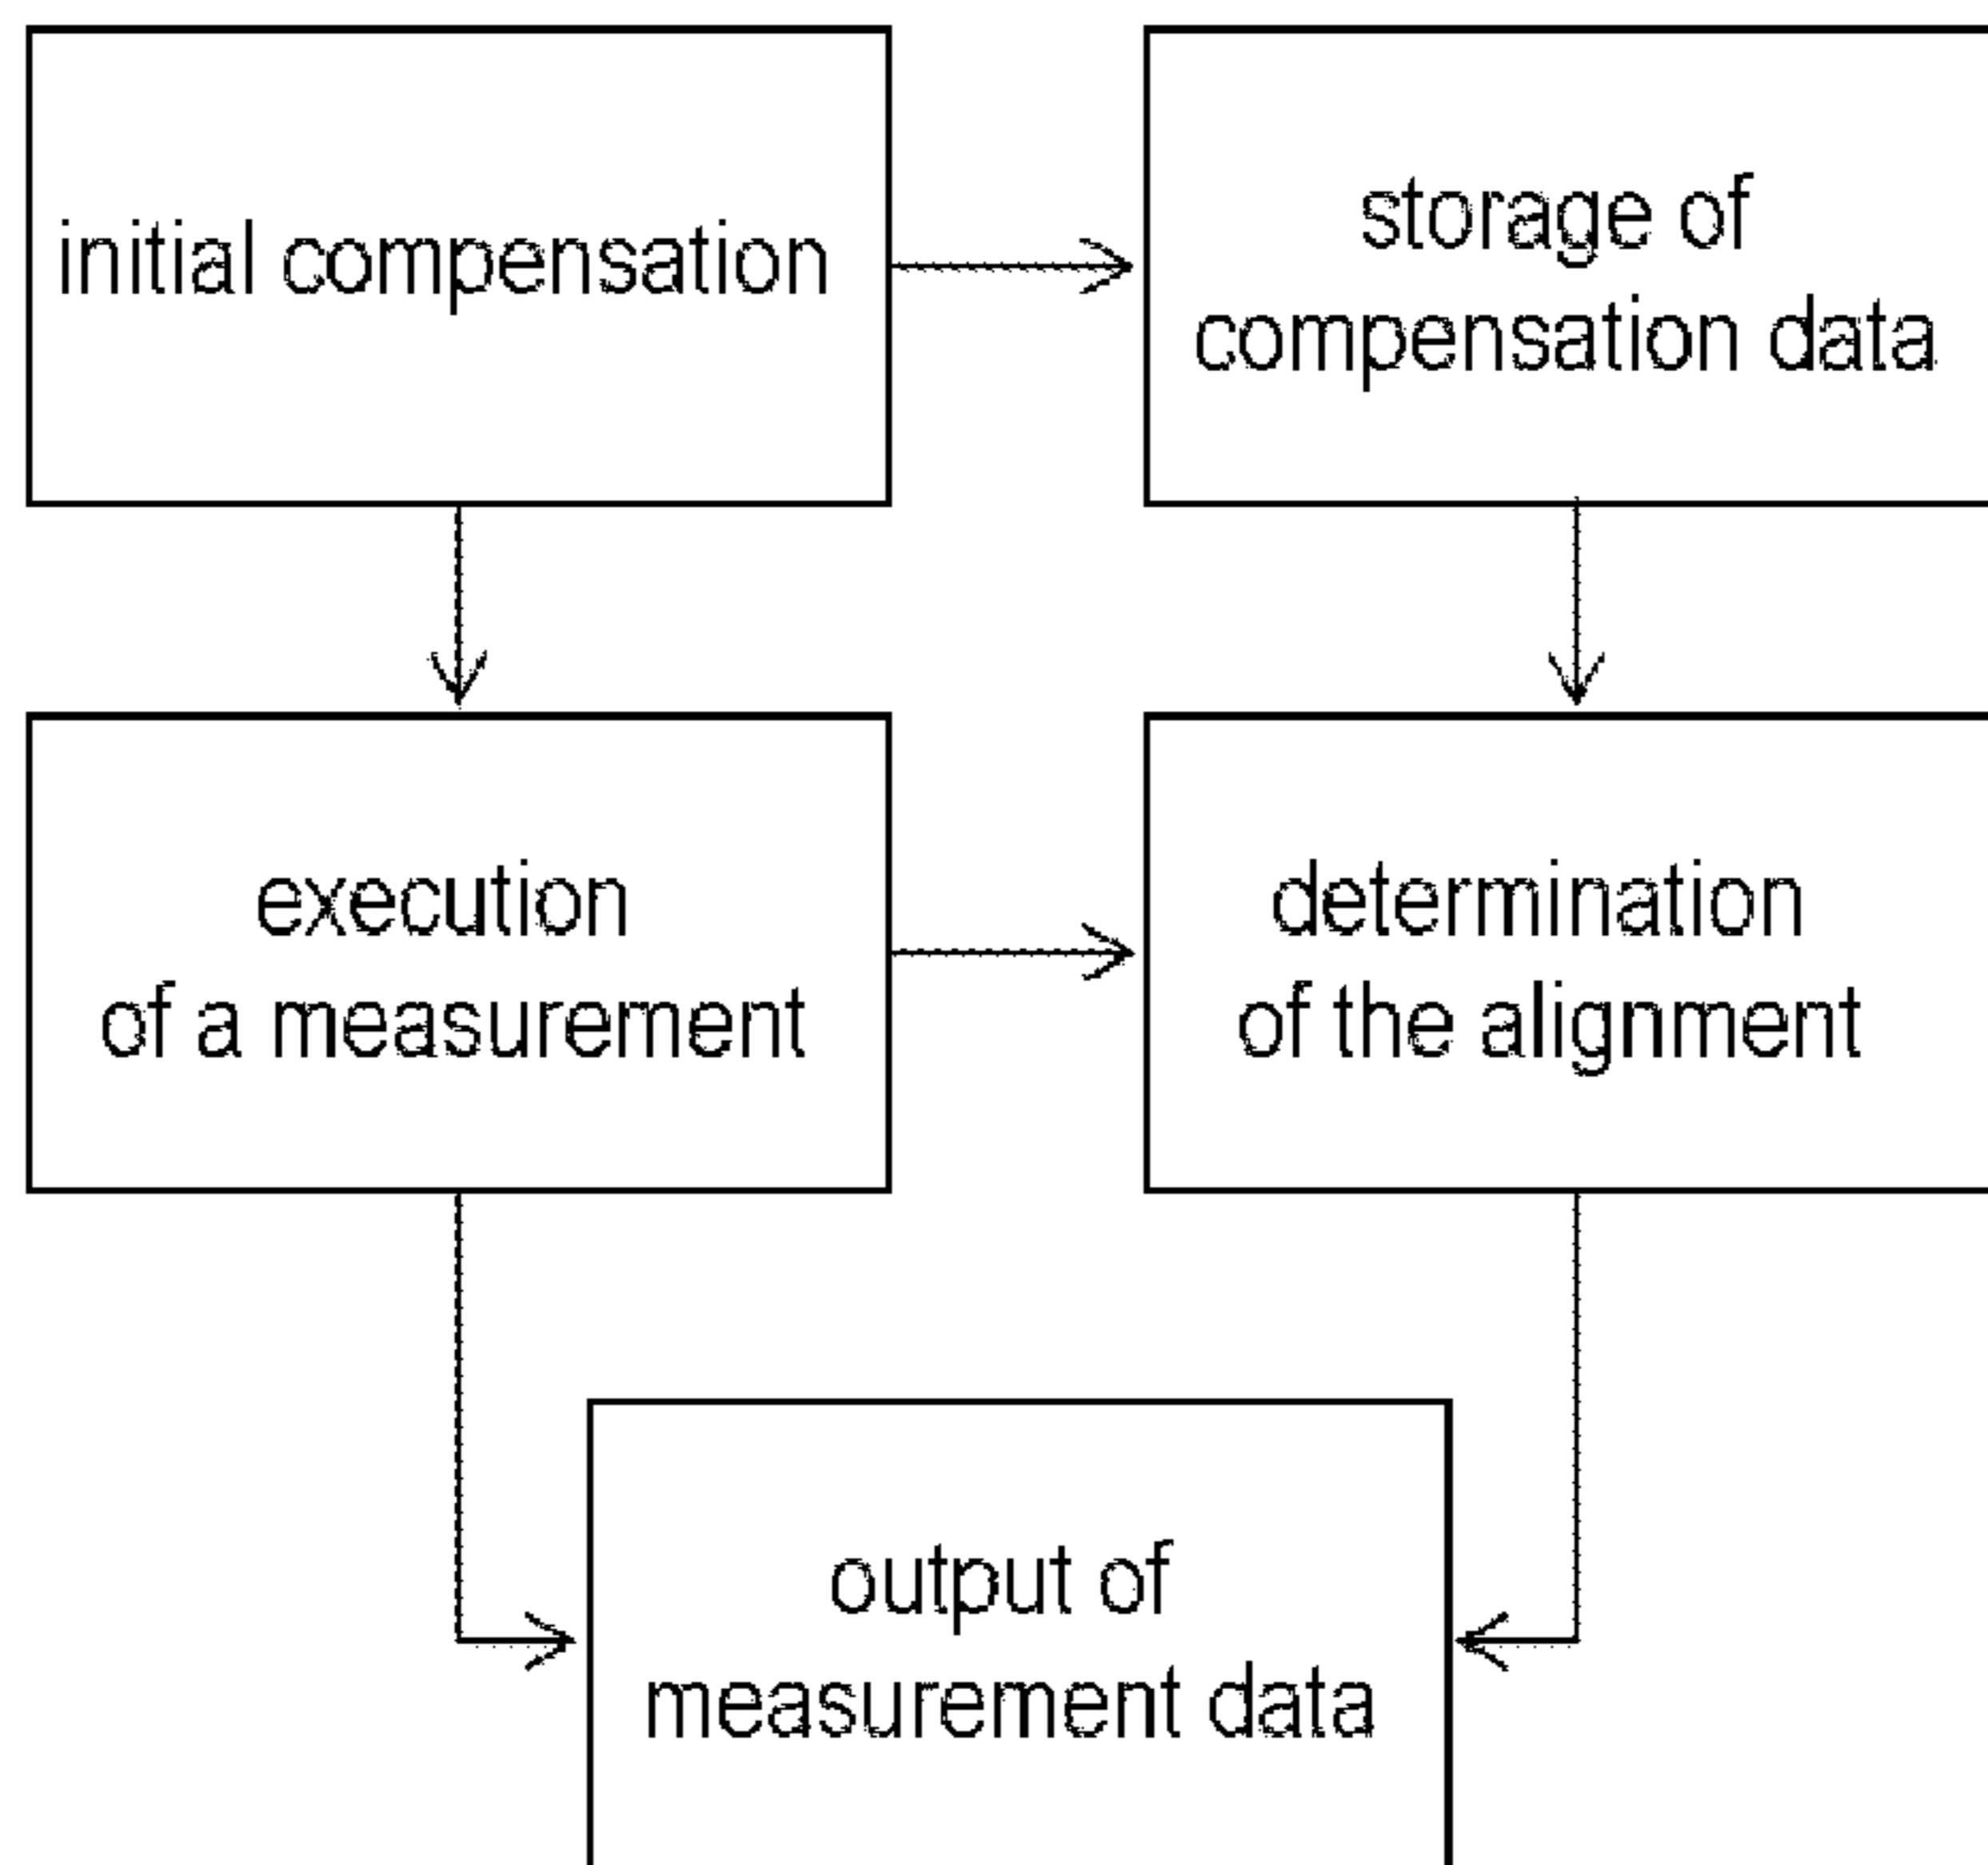 initial compensation
storage of
compensation data
execution
of a measurement
determination
of the alignment
output of
measurement data